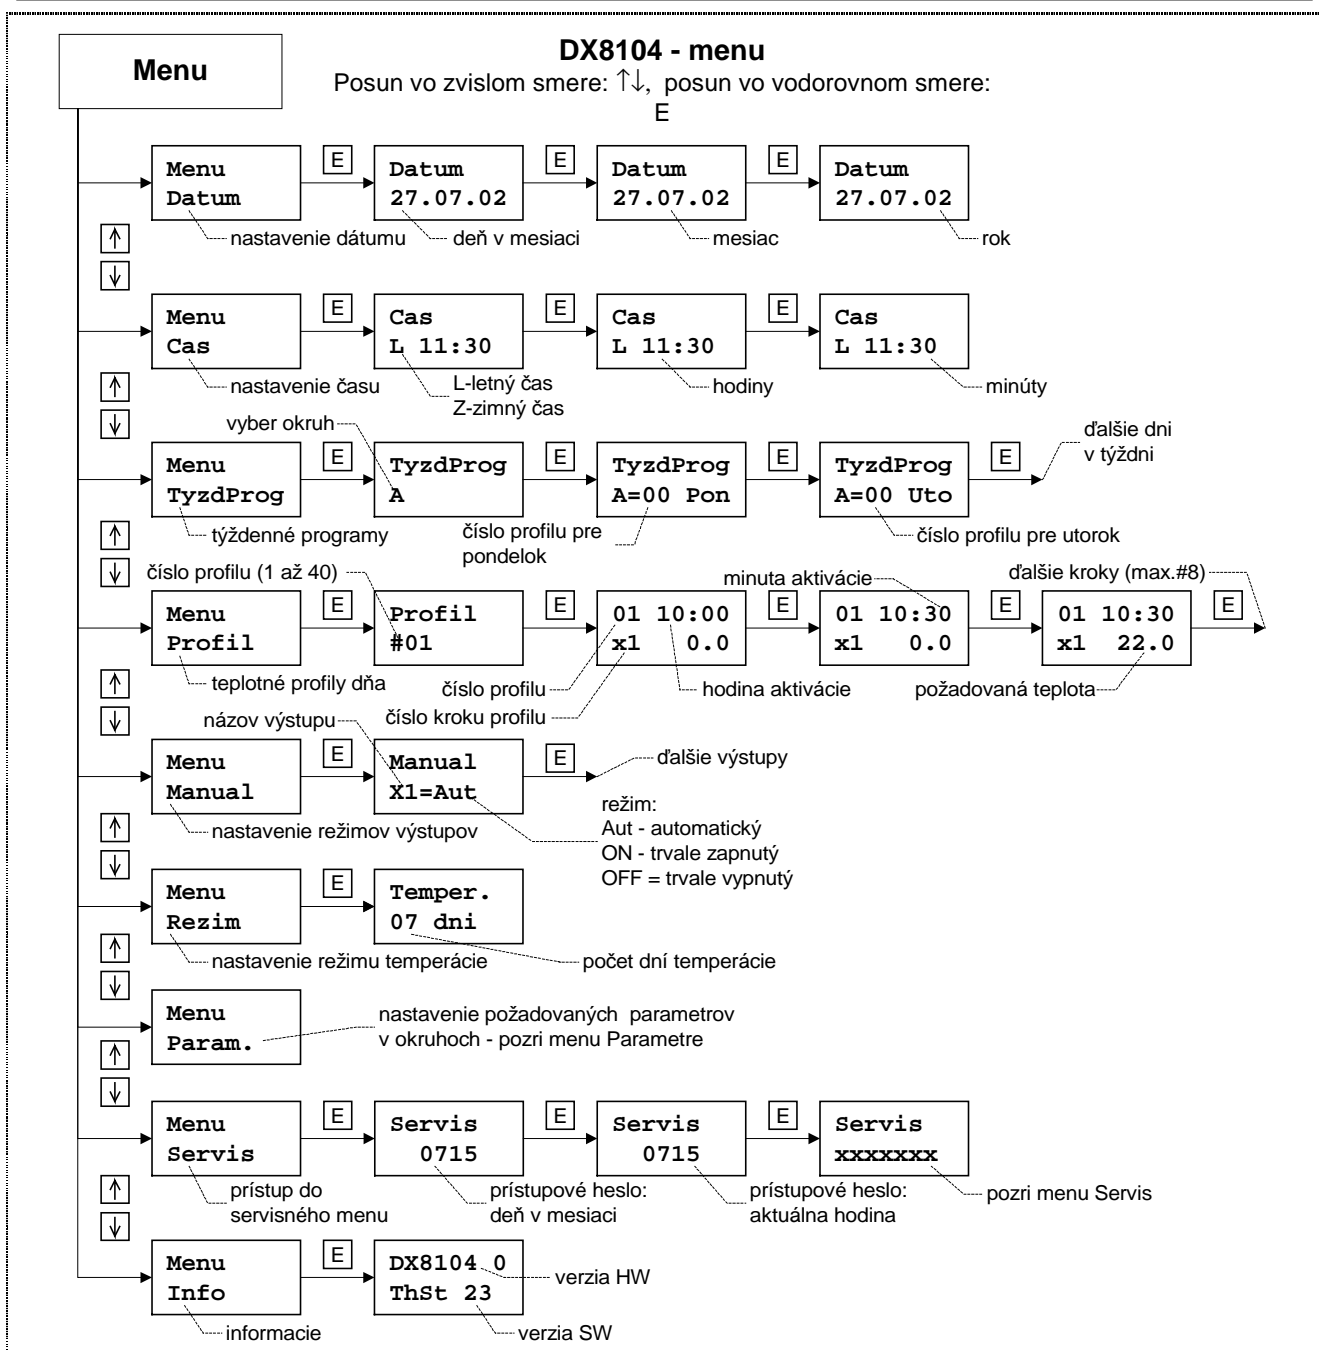 Menu
DX8104 - menu
Posun vo zvislom smere: ↑↓, posun vo vodorovnom smere:
E
Menu
Datum
E
Datum
27.07.02
E
Datum
27.07.02
E
Datum
27.07.02
nastavenie dátumu
deň v mesiaci
mesiac
rok
↑
↓
Menu
Cas
E
Cas
L 11:30
E
Cas
L 11:30
E
Cas
L 11:30
nastavenie času
L-letný čas
Z-zimný čas
hodiny
minúty
↑
↓
vyber okruh
ďalšie dni
v týždni
Menu
TyzdProg
E
TyzdProg
A
E
TyzdProg
A=00 Pon
E
TyzdProg
A=00 Uto
E
týždenné programy
číslo profilu pre
pondelok
číslo profilu pre utorok
↑
↓
číslo profilu (1 až 40)
minuta aktivácie
ďalšie kroky (max.#8)
Menu
Profil
E
Profil
#01
E
01 10:00
x1 0.0
E
01 10:30
x1 0.0
E
01 10:30
x1 22.0
E
teplotné profily dňa
číslo profilu
hodina aktivácie
požadovaná teplota
číslo kroku profilu
↑
↓
názov výstupu
Menu
Manual
E
Manual
X1=Aut
E
ďalšie výstupy
nastavenie režimov výstupov
režim:
Aut - automatický
ON - trvale zapnutý
OFF = trvale vypnutý
↑
↓
Menu
Rezim
E
Temper.
07 dni
nastavenie režimu temperácie
počet dní temperácie
↑
↓
Menu
Param.
nastavenie požadovaných parametrov
v okruhoch - pozri menu Parametre
↑
↓
Menu
Servis
E
Servis
0715
E
Servis
0715
E
Servis
xxxxxxx
prístup do
servisného menu
prístupové heslo:
deň v mesiaci
prístupové heslo:
aktuálna hodina
pozri menu Servis
↑
↓
Menu
Info
E
DX8104 0
ThSt 23
verzia HW
informacie
verzia SW